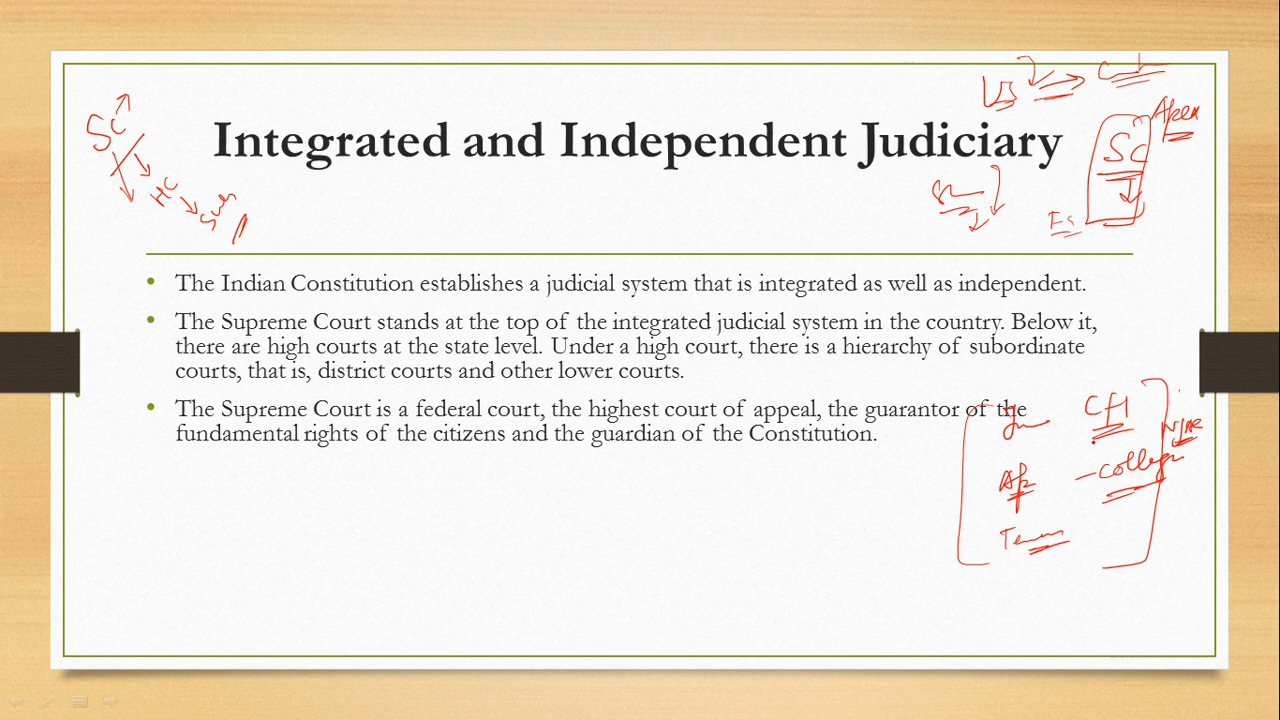 SC
HC
Apex
SC
Integrated and Independent Judiciary
• The Indian Constitution establishes a judicial system that is integrated as well as independent.
• The Supreme Court stands at the top of the integrated judicial system in the country. Below it,
there are high courts at the state level. Under a high court, there is a hierarchy of subordinate
courts, that is, district courts and other lower courts.
• The Supreme Court is a federal court, the highest court of appeal, the guarantor of the
fundamental rights of the citizens and the guardian of the Constitution.
CFI